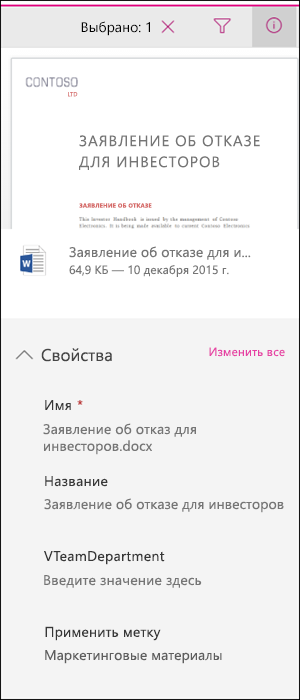 Выбрано: 1
CONTOSO
LTD
ЗАЯВЛЕНИЕ ОБ ОТКАЗЕ
ДЛЯ ИНВЕСТОРОВ
ЗАЯВЛЕНИЕ ОБ ОТКАЗЕ
This Investor Handbook is issued by the management of Contoso
Electronics. It is being made available to current Contoso Electronics
Заявление об отказе для и...
64,9 КБ — 10 декабря 2015 г.
Свойства
Изменить все
Имя *
Заявление об отказ для
инвесторов.docx
Название
Заявление об отказе для инвесторов
VTeamDepartment
Введите значение здесь
Применить метку
Маркетинговые материалы